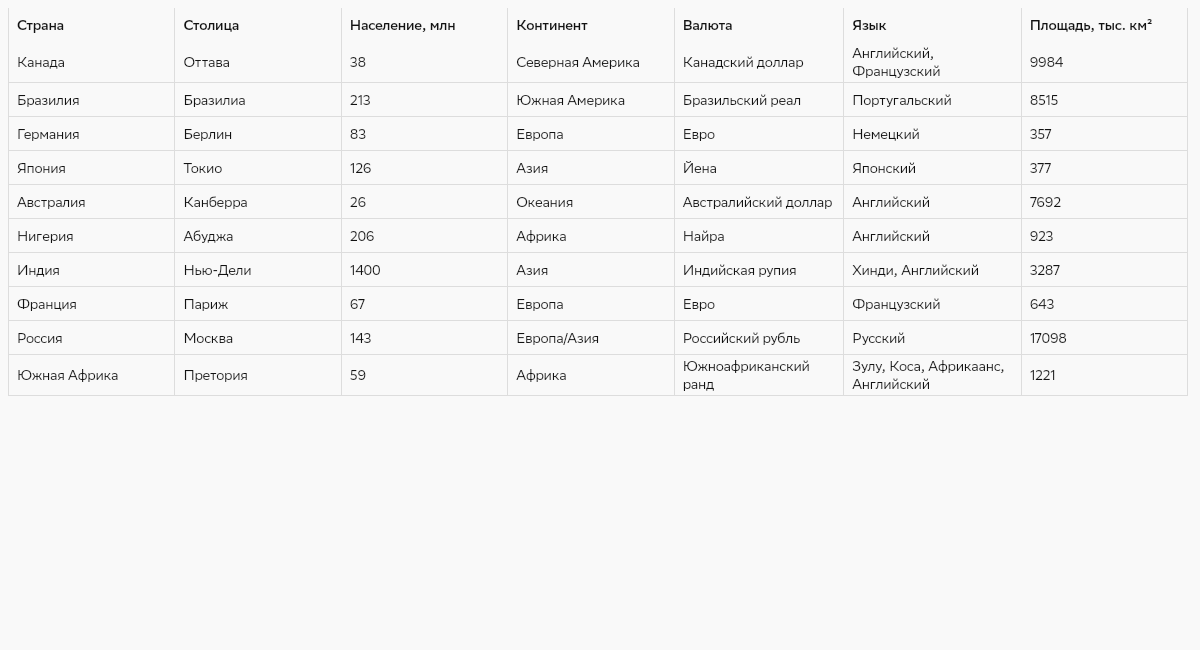 Страна Столица Население, млн Континент Валюта Язык Площадь, тыс. км²
Канада Оттава 38 Северная Америка Канадский доллар Английский, Французский 9984
Бразилия Бразилиа 213 Южная Америка Бразильский реал Португальский 8515
Германия Берлин 83 Европа Евро Немецкий 357
Япония Токио 126 Азия Йена Японский 377
Австралия Канберра 26 Океания Австралийский доллар Английский 7692
Нигерия Абуджа 206 Африка Найра Английский 923
Индия Нью-Дели 1400 Азия Индийская рупия Хинди, Английский 3287
Франция Париж 67 Европа Евро Французский 643
Россия Москва 143 Европа/Азия Российский рубль Русский 17098
Южная Африка Претория 59 Африка Южноафриканский ранд Зулу, Коса, Африкаанс, Английский 1221